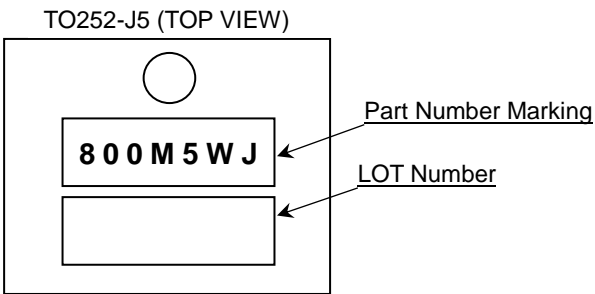 TO252-J5 (TOP VIEW)
Part Number Marking
800M5WJ
LOT Number